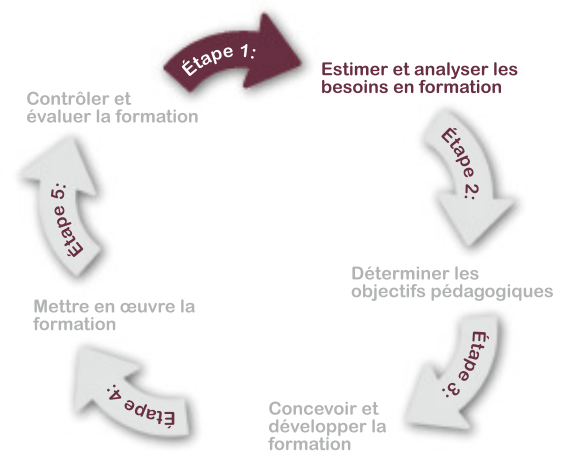 Étape 1:
Estimer et analyser les
besoins en formation
Étape 2:
Déterminer les
objectifs pédagogiques
Étape 3:
Concevoir et
développer la
formation
Étape 4:
Mettre en œuvre la
formation
Étape 5:
Contrôler et
évaluer la formation